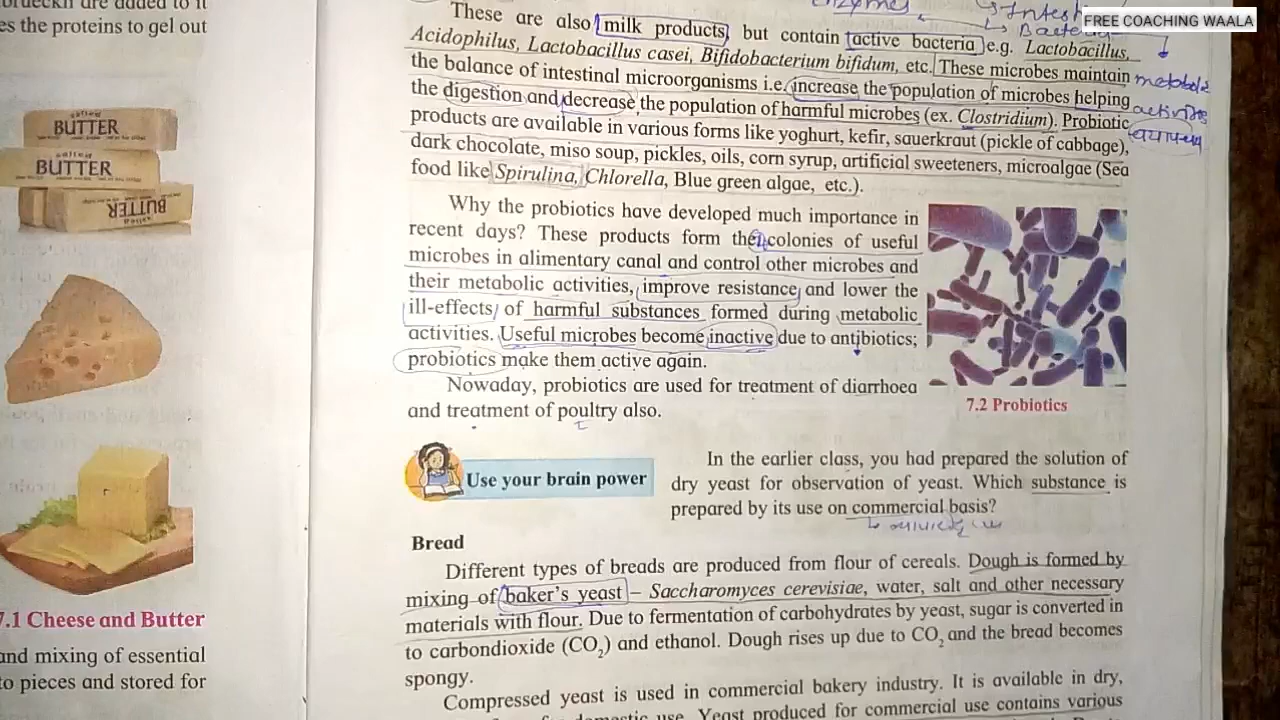 FREE COACHING WAALA
es the proteins to gel out
salted
BUTTER
BUTTER
BUTTER
7.1 Cheese and Butter
and mixing of essential
to pieces and stored for
Enzymes
These are also milk products, but contain active bacteria e.g. Lactobacillus,
Acidophilus, Lactobacillus casei, Bifidobacterium bifidum, etc. These microbes maintain
the balance of intestinal microorganisms i.e. increase the population of microbes helping
the digestion and decrease the population of harmful microbes (ex. Clostridium). Probiotic
products are available in various forms like yoghurt, kefir, sauerkraut (pickle of cabbage),
dark chocolate, miso soup, pickles, oils, corn syrup, artificial sweeteners, microalgae (Sea
food like Spirulina, Chlorella, Blue green algae, etc.).
Why the probiotics have developed much importance in
recent days? These products form the colonies of useful
microbes in alimentary canal and control other microbes and
their metabolic activities, improve resistance and lower the
ill-effects of harmful substances formed during metabolic
activities. Useful microbes become inactive due to antibiotics;
probiotics make them active again.
Nowaday, probiotics are used for treatment of diarrhoea
and treatment of poultry also.
7.2 Probiotics
Use your brain power
In the earlier class, you had prepared the solution of
dry yeast for observation of yeast. Which substance is
prepared by its use on commercial basis?
Bread
Different types of breads are produced from flour of cereals. Dough is formed by
mixing of baker's yeast – Saccharomyces cerevisiae, water, salt and other necessary
materials with flour. Due to fermentation of carbohydrates by yeast, sugar is converted in
to carbondioxide (CO₂) and ethanol. Dough rises up due to CO₂ and the bread becomes
spongy.
Compressed yeast is used in commercial bakery industry. It is available in dry,
use. Yeast produced for commercial use contains various